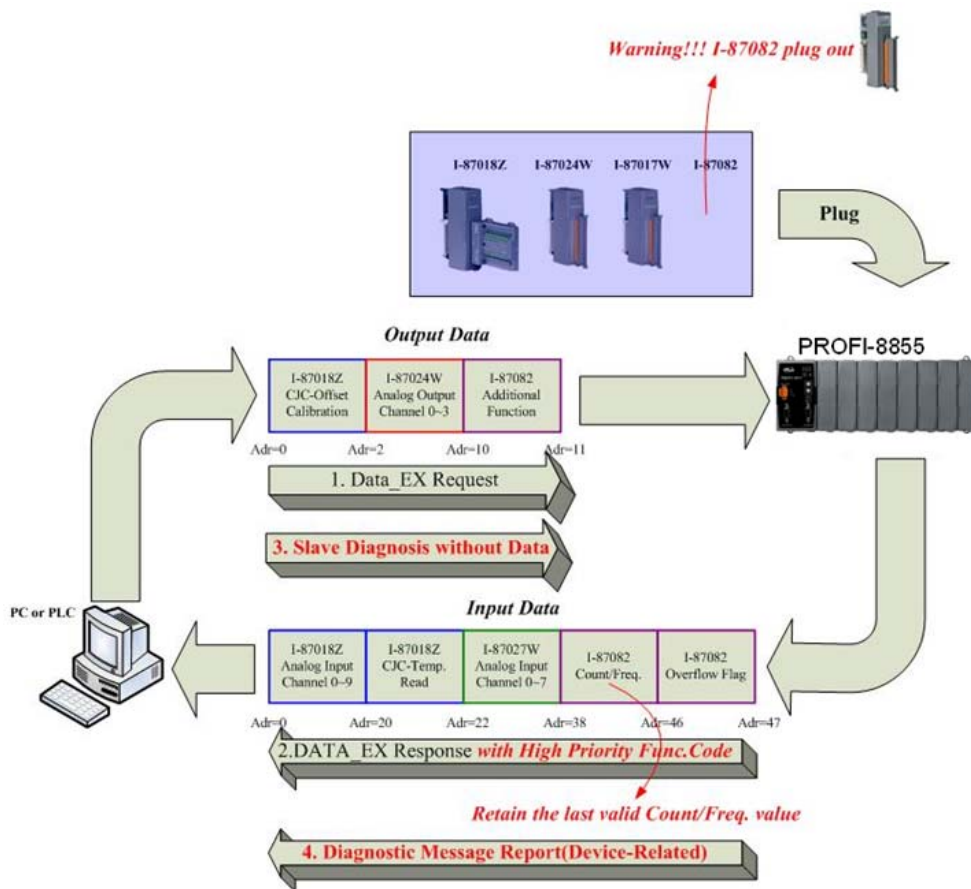 Warning!!! I-87082 plug out
I-87018Z I-87024W I-87017W I-87082
Plug
Output Data
PROFI-8855
I-87018Z
CJC-Offset
Calibration
I-87024W
Analog Output
Channel 0~3
I-87082
Additional
Function
Adr=0 Adr=2 Adr=10 Adr=11
1. Data_EX Request
3. Slave Diagnosis without Data
PC or PLC
Input Data
I-87018Z
Analog Input
Channel 0~9
I-87018Z
CJC-Temp.
Read
I-87027W
Analog Input
Channel 0~7
I-87082
Count/Freq.
I-87082
Overflow Flag
Adr=0 Adr=20 Adr=22 Adr=38 Adr=46 Adr=47
2.DATA_EX Response with High Priority Func.Code
Retain the last valid Count/Freq. value
4. Diagnostic Message Report(Device-Related)